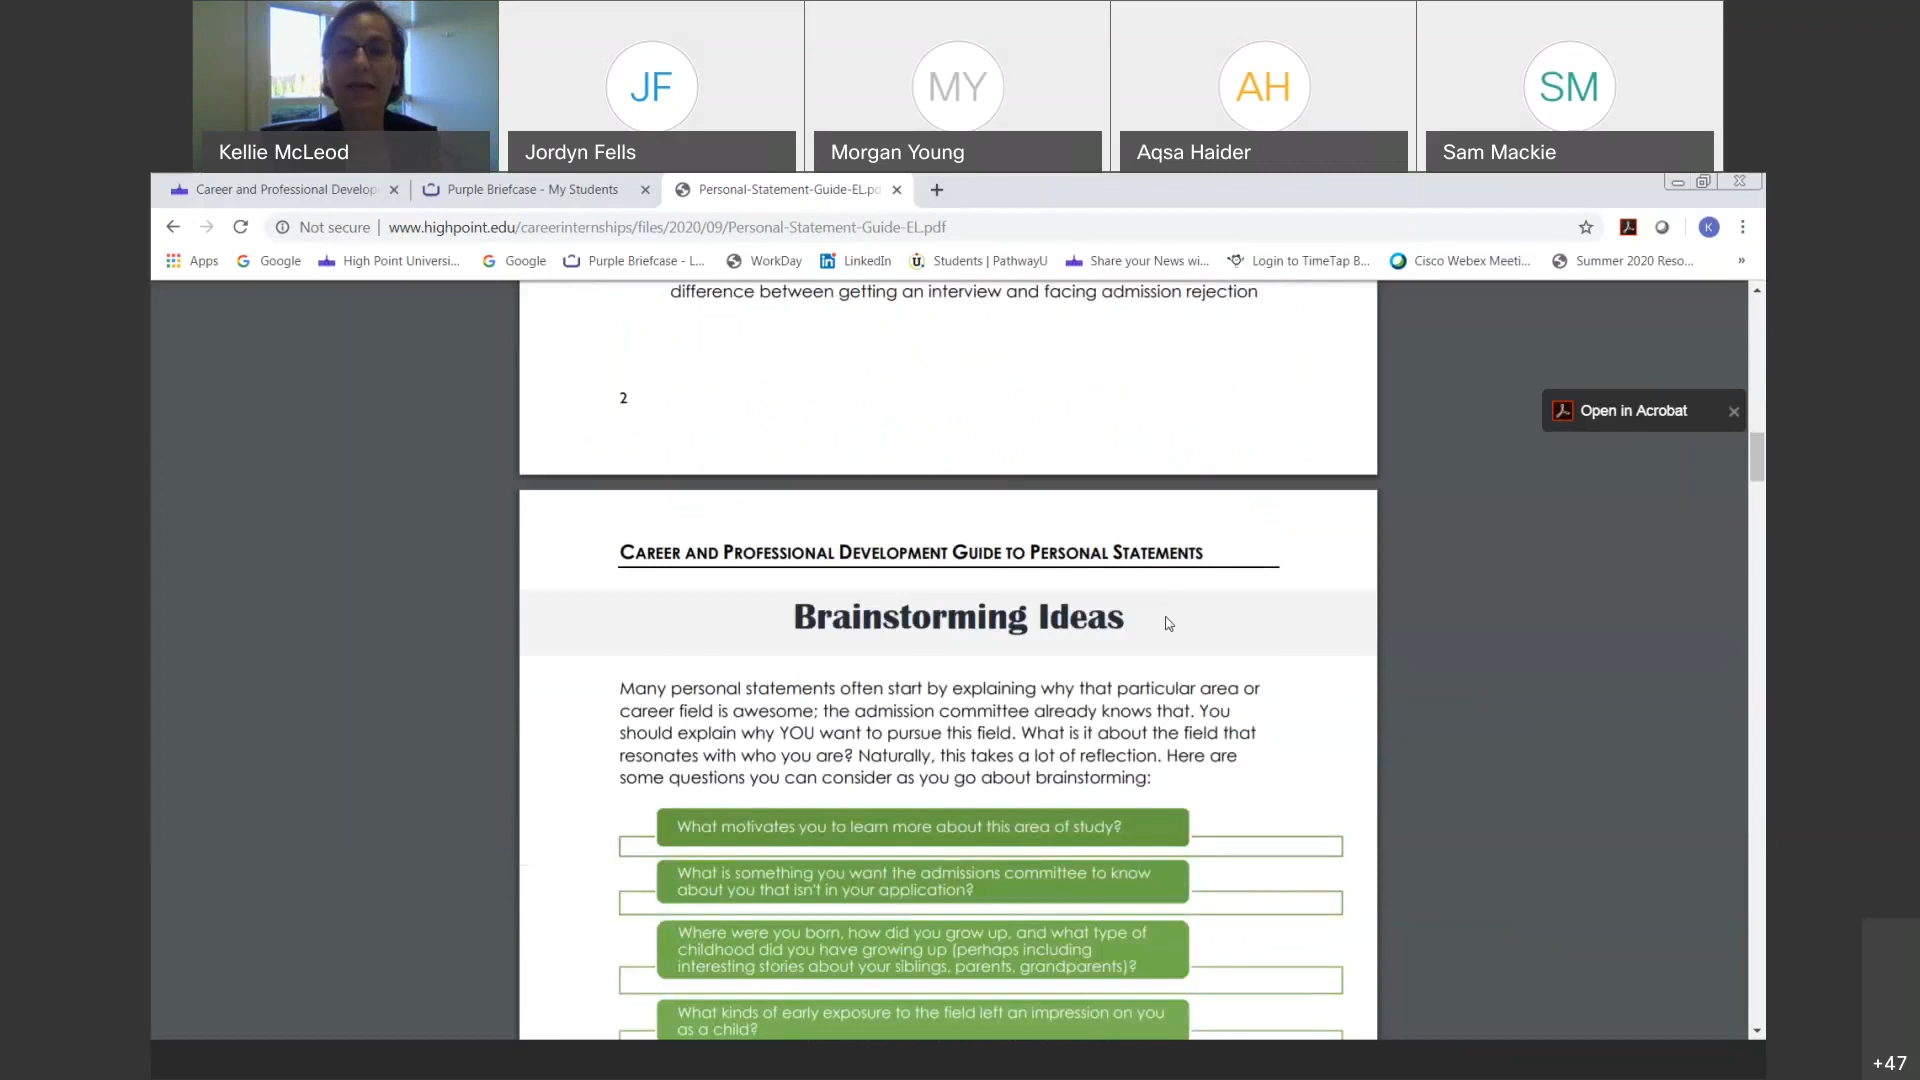 JF
MY
AH
SM
Kellie McLeod
Jordyn Fells
Morgan Young
Aqsa Haider
Sam Mackie
Career and Professional Develop
Purple Briefcase - My Students
Personal-Statement-Guide-EL.pd
Not secure | www.highpoint.edu/careerinternships/files/2020/09/Personal-Statement-Guide-EL.pdf
K
Apps
Google
High Point Universi...
Google
Purple Briefcase - L...
WorkDay
LinkedIn
Students | PathwayU
Share your News wi...
Login to TimeTap B...
Cisco Webex Meeti...
Summer 2020 Reso...
»
difference between getting an interview and facing admission rejection
2
Open in Acrobat
CAREER AND PROFESSIONAL DEVELOPMENT GUIDE TO PERSONAL STATEMENTS
Brainstorming Ideas
Many personal statements often start by explaining why that particular area or
career field is awesome; the admission committee already knows that. You
should explain why YOU want to pursue this field. What is it about the field that
resonates with who you are? Naturally, this takes a lot of reflection. Here are
some questions you can consider as you go about brainstorming:
What motivates you to learn more about this area of study?
What is something you want the admissions committee to know
about you that isn't in your application?
Where were you born, how did you grow up, and what type of
childhood did you have growing up (perhaps including
interesting stories about your siblings, parents, grandparents)?
What kinds of early exposure to the field left an impression on you
as a child?
+47